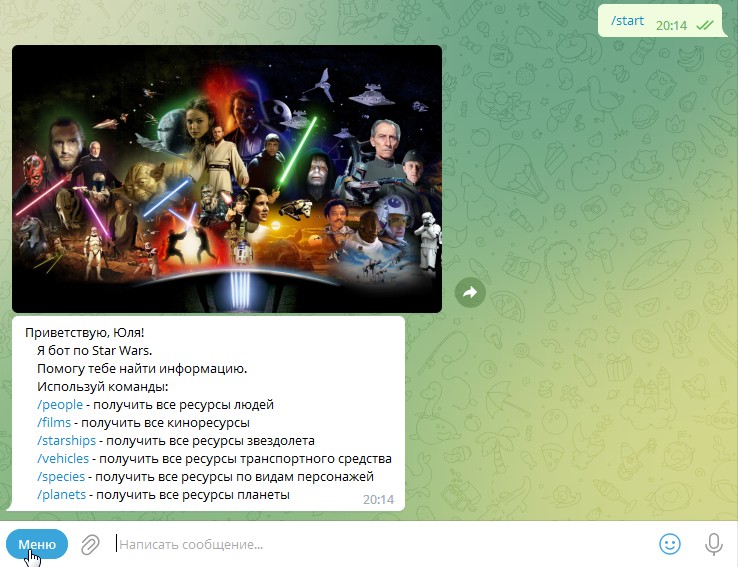 /start 20:14
Приветствую, Юля!
Я бот по Star Wars.
Помогу тебе найти информацию.
Используй команды:
/people - получить все ресурсы людей
/films - получить все киноресурсы
/starships - получить все ресурсы звездолета
/vehicles - получить все ресурсы транспортного средства
/species - получить все ресурсы по видам персонажей
/planets - получить все ресурсы планеты
20:14
Меню
Написать сообщение...